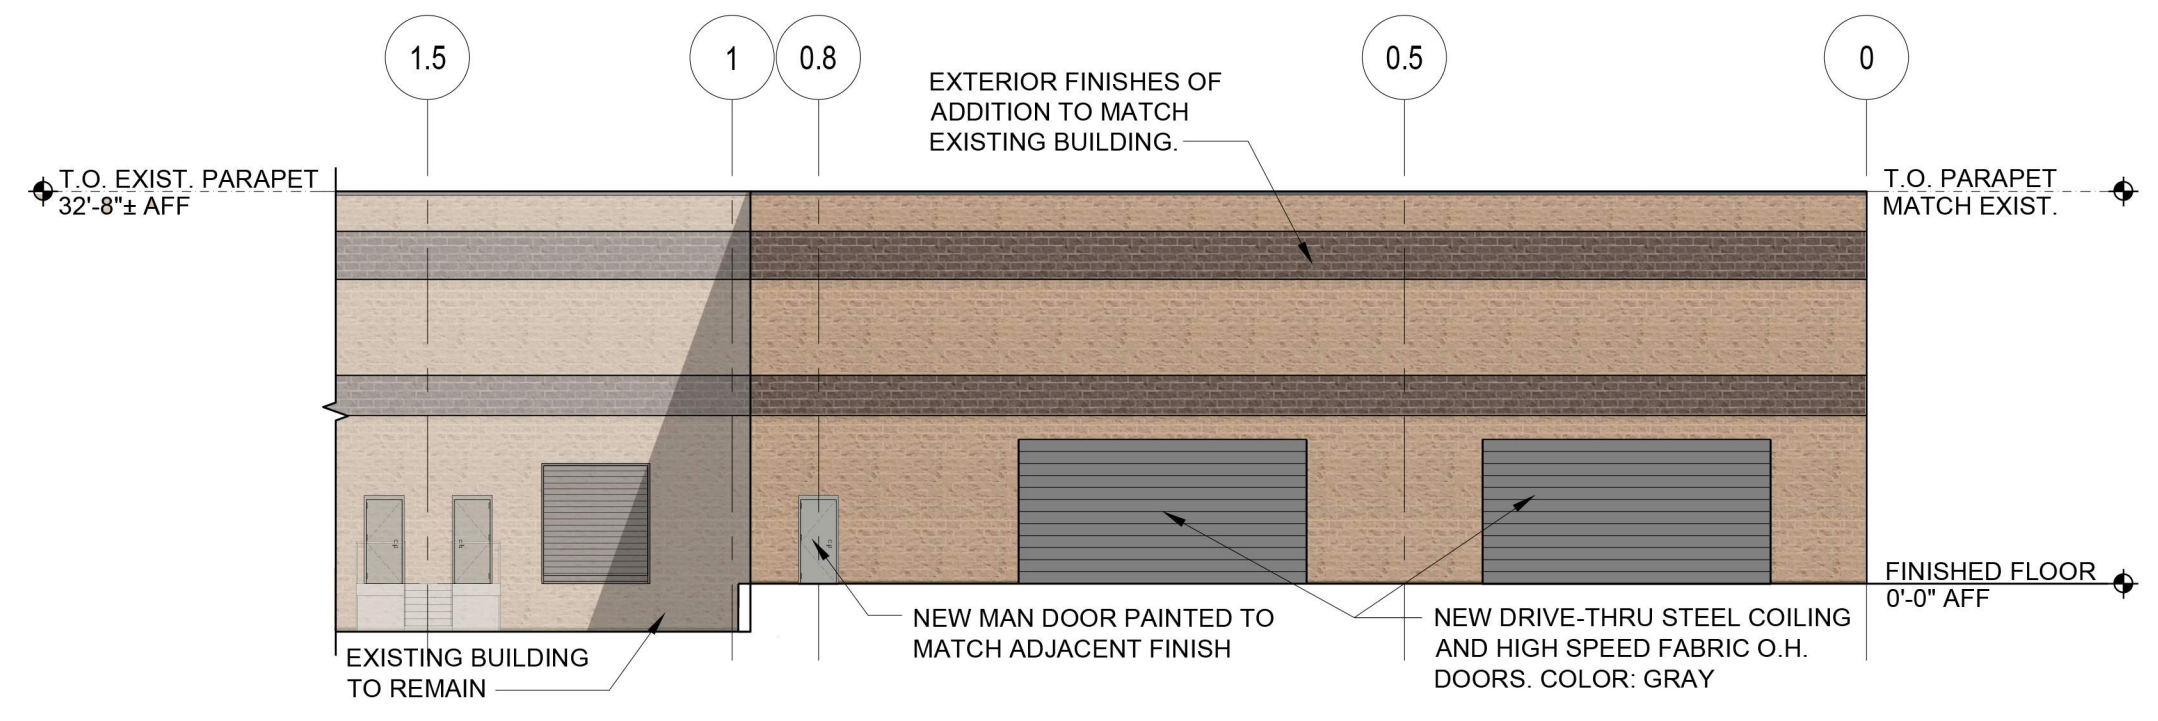 1.5
1
0.8
0.5
0
EXTERIOR FINISHES OF
ADDITION TO MATCH
EXISTING BUILDING.
T.O. EXIST. PARAPET
32'-8"± AFF
T.O. PARAPET
MATCH EXIST.
FINISHED FLOOR
0'-0" AFF
NEW MAN DOOR PAINTED TO
MATCH ADJACENT FINISH
NEW DRIVE-THRU STEEL COILING
AND HIGH SPEED FABRIC O.H.
DOORS. COLOR: GRAY
EXISTING BUILDING
TO REMAIN